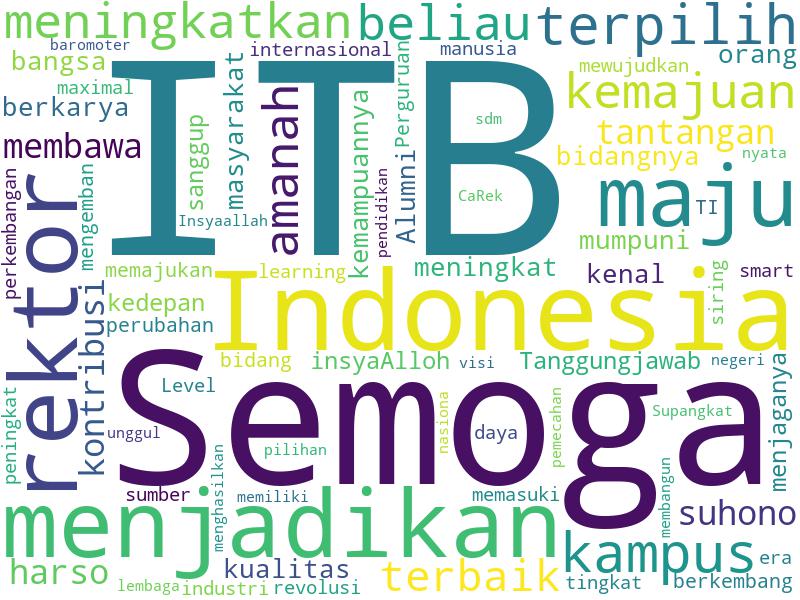 meningkatkan beliau terpilih
baromoter internasional manusia orang
bangsa masyarakat Perguruan mewujudkan
maximal ITB kemajuan
berkarya sanggup amanah kemampuannya sdm tantangan
membawa pendidikan Alumni CaRek bidangnya nyata
perkembangan mengemban Insyaallah maju TI
rektor mumpuni
memajukan learning meningkat kenal siring smart
kedepan Indonesia
kontribusi perubahan
bidang insyaAlloh visi Tanggungjawab negeri
Level Semoga Supangkat menjaganya
peningkat unggul pilihan nasiona daya pemecahan
sumber menghasilkan memiliki memasuki membangun suhono
menjadikan kampus era
harso kualitas terbaik tingkat berkembang
lembaga industri revolusi